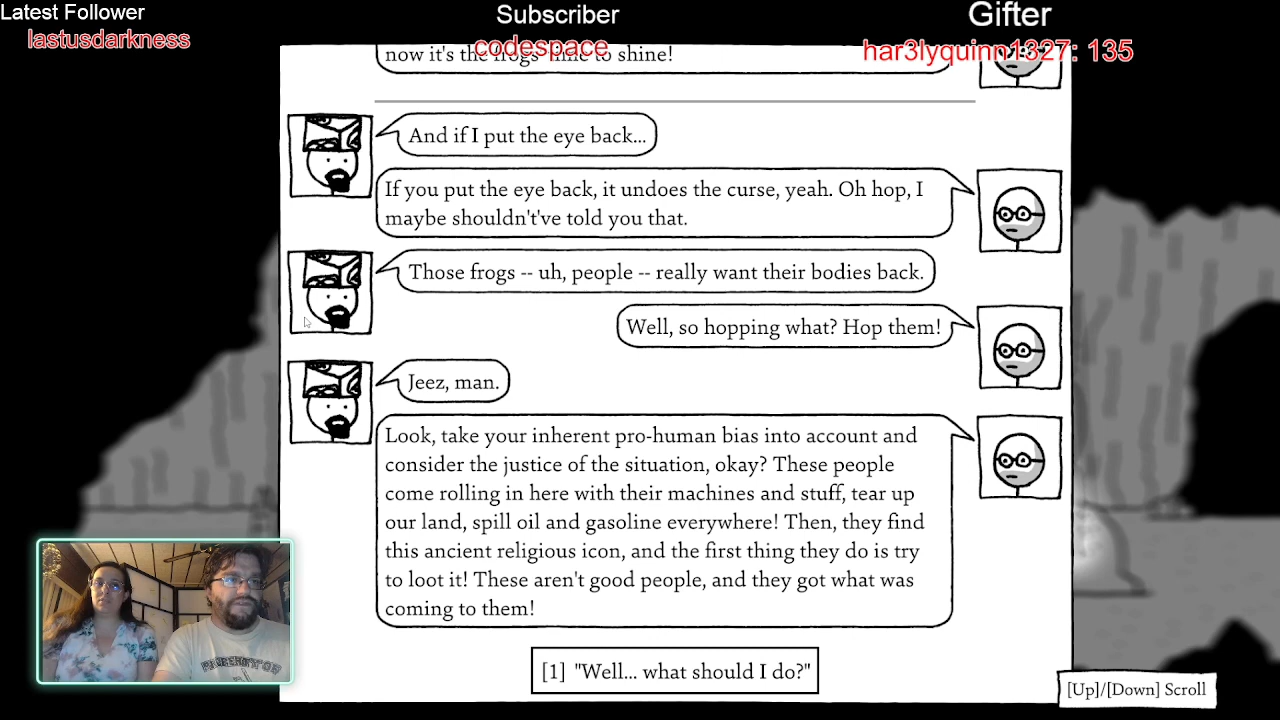 Latest Follower
lastusdarkness
Subscriber
codespace
Gifter
har3lyquinn1327: 135
now it's the frogs' time to shine!
And if I put the eye back...
If you put the eye back, it undoes the curse, yeah. Oh hop, I
maybe shouldn't've told you that.
Those frogs -- uh, people -- really want their bodies back.
Well, so hopping what? Hop them!
Jeez, man.
Look, take your inherent pro-human bias into account and
consider the justice of the situation, okay? These people
come rolling in here with their machines and stuff, tear up
our land, spill oil and gasoline everywhere! Then, they find
this ancient religious icon, and the first thing they do is try
to loot it! These aren't good people, and they got what was
coming to them!
[1] "Well... what should I do?"
[Up]/[Down] Scroll